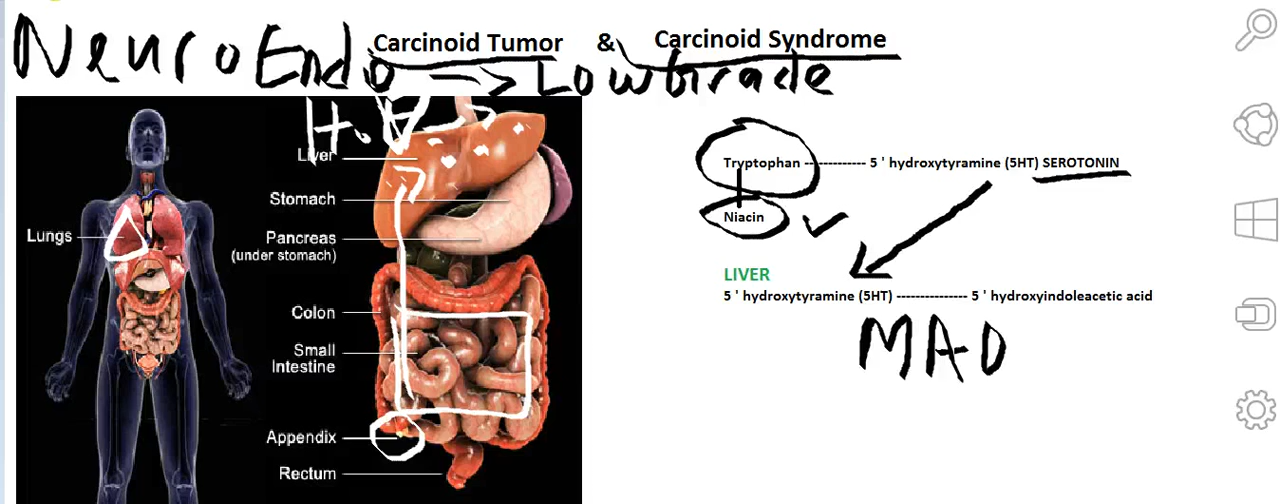 NeuroEndo -> LowGrade
Carcinoid Tumor & Carcinoid Syndrome
H.V
Liver
Stomach
Pancreas
(under stomach)
Lungs
Colon
Small
Intestine
Appendix
Rectum
Tryptophan ------------- 5 ' hydroxytyramine (5HT) SEROTONIN
Niacin
LIVER
5 ' hydroxytyramine (5HT) --------------- 5 ' hydroxyindoleacetic acid
MAO